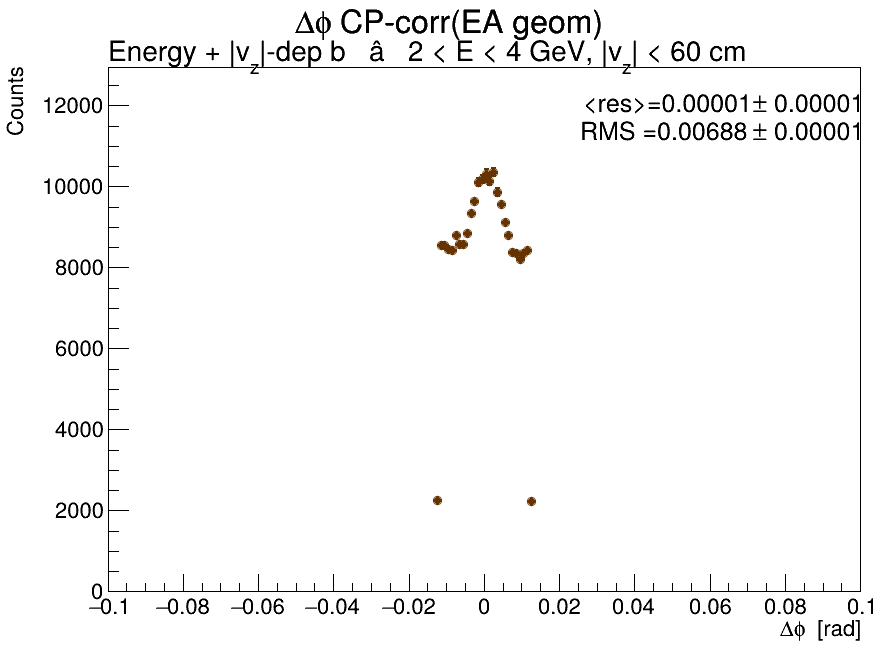 Δϕ CP-corr(EA geom)
Energy + |v_z|-dep b â 2 < E < 4 GeV, |v_z| < 60 cm
<res>=0.00001± 0.00001
RMS =0.00688± 0.00001
Counts
12000
10000
8000
6000
4000
2000
0
−0.1 −0.08 −0.06 −0.04 −0.02 0 0.02 0.04 0.06 0.08 0.1
Δϕ [rad]